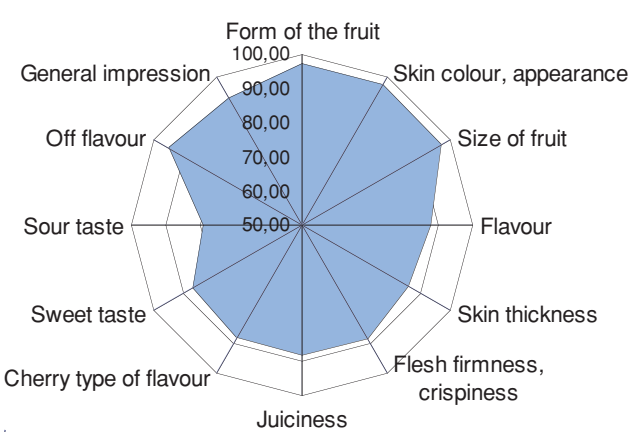 Form of the fruit
100,00
General impression
Skin colour, appearance
90,00
80,00
Off flavour
Size of fruit
70,00
60,00
Sour taste
50,00
Flavour
Sweet taste
Skin thickness
Cherry type of flavour
Flesh firmness,
crispiness
Juiciness